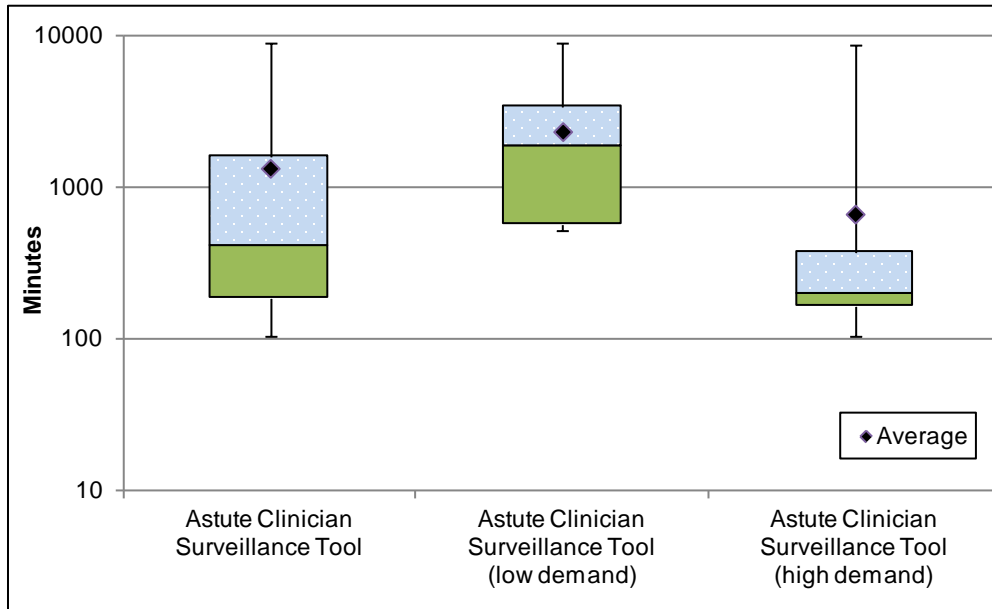 10000
1000
100
10
Minutes
Average
Astute Clinician
Surveillance Tool
Astute Clinician
Surveillance Tool
(low demand)
Astute Clinician
Surveillance Tool
(high demand)